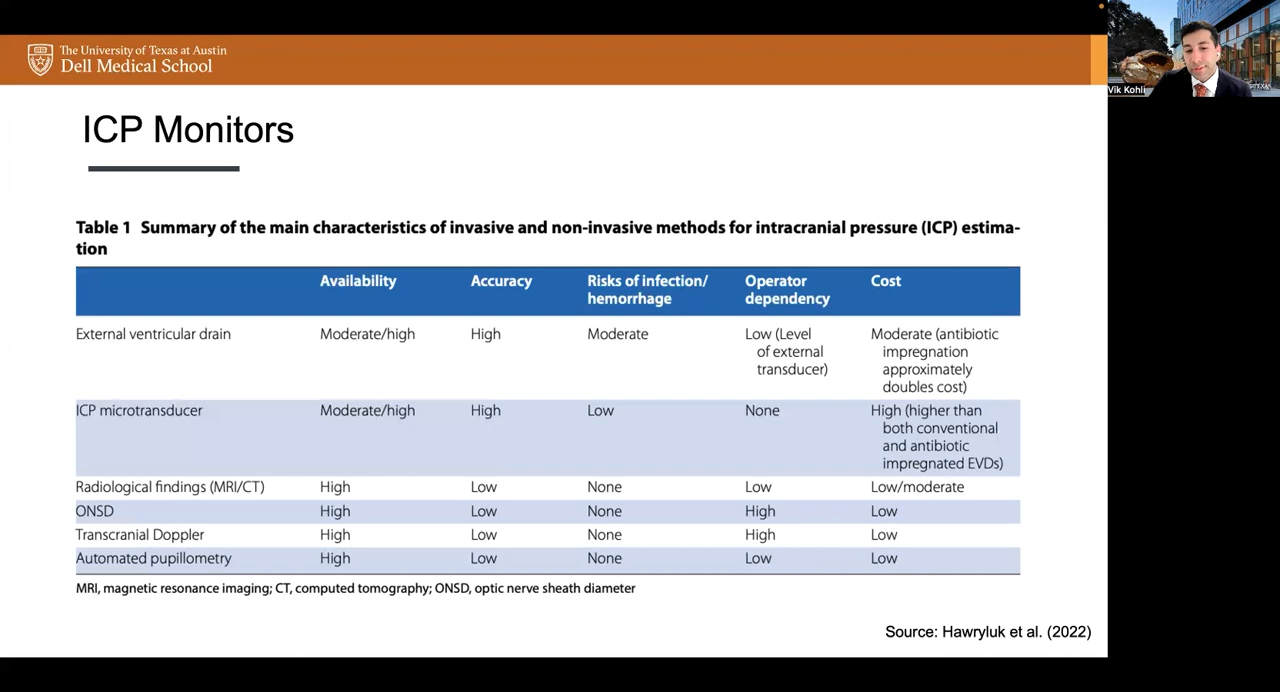 The University of Texas at Austin
Dell Medical School
Vik Kohli
ICP Monitors
Table 1 Summary of the main characteristics of invasive and non-invasive methods for intracranial pressure (ICP) estima-
tion
Availability Accuracy Risks of infection/ Operator Cost
hemorrhage dependency
External ventricular drain Moderate/high High Moderate Low (Level Moderate (antibiotic
of external impregnation
transducer) approximately
doubles cost)
ICP microtransducer Moderate/high High Low None High (higher than
both conventional
and antibiotic
impregnated EVDs)
Radiological findings (MRI/CT) High Low None Low Low/moderate
ONSD High Low None High Low
Transcranial Doppler High Low None High Low
Automated pupillometry High Low None Low Low
MRI, magnetic resonance imaging; CT, computed tomography; ONSD, optic nerve sheath diameter
Source: Hawryluk et al. (2022)